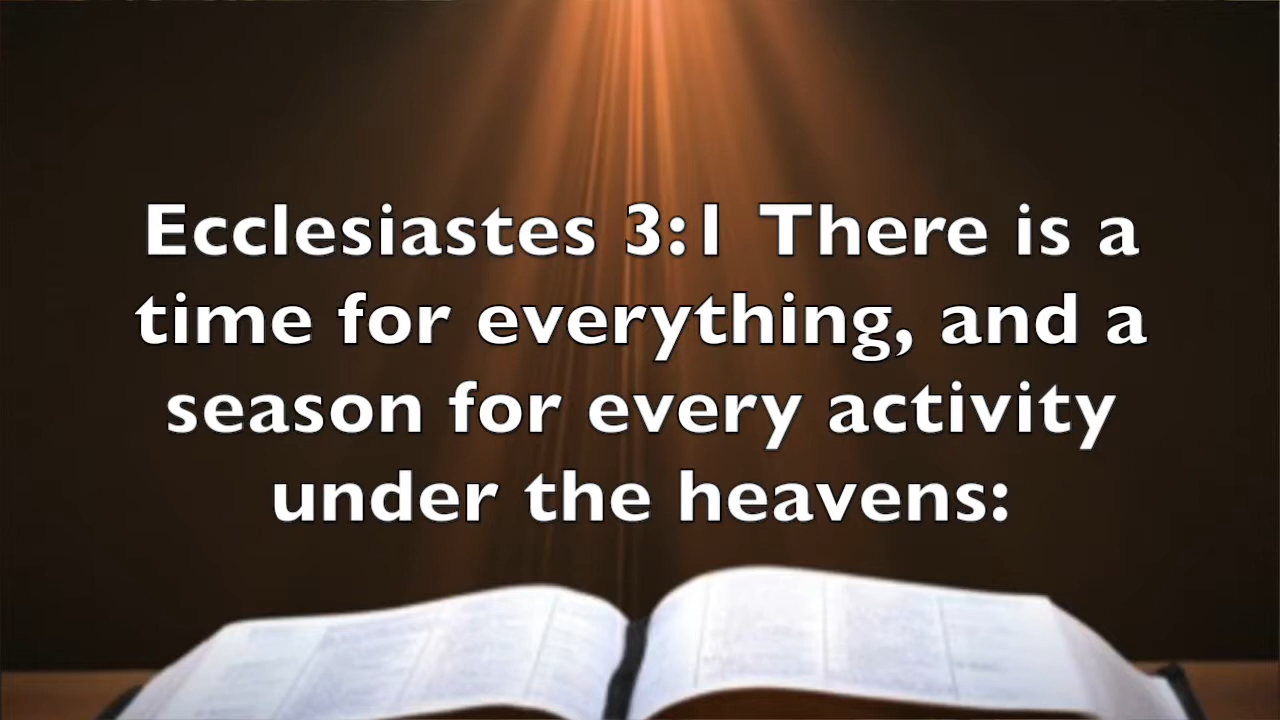 Ecclesiastes 3:1 There is a
time for everything, and a
season for every activity
under the heavens: